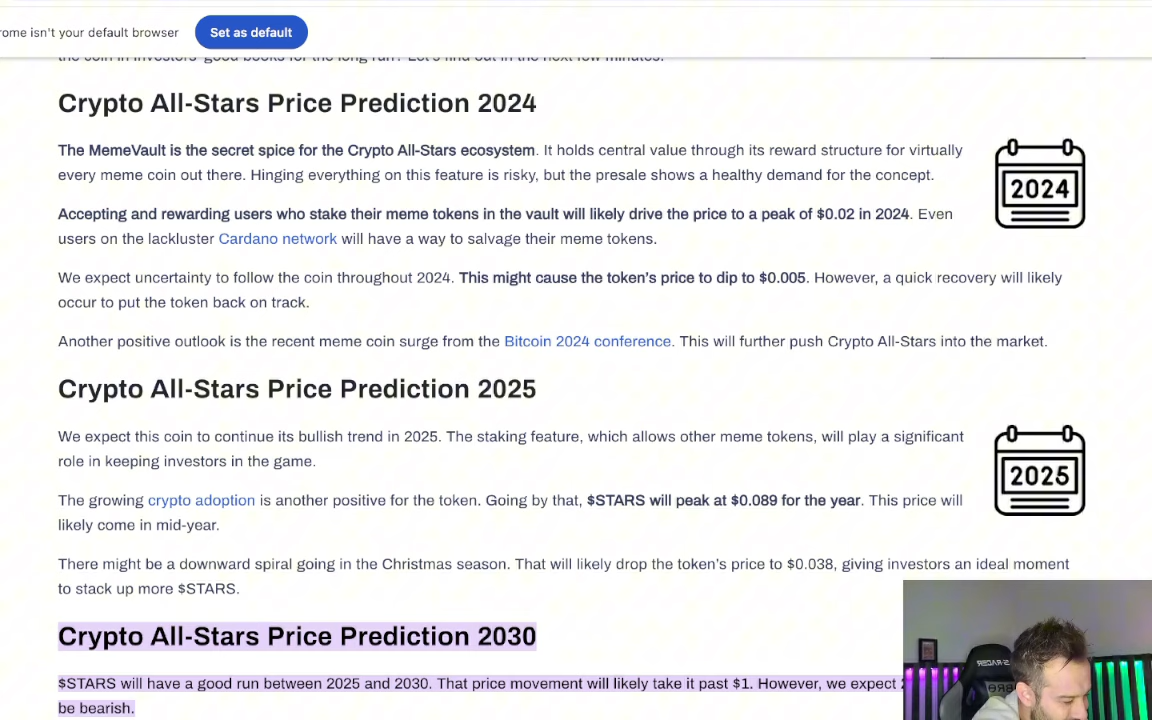 rome isn't your default browser
Set as default
the coin in investors' good books for the long run? Let's find out in the next few minutes.
Crypto All-Stars Price Prediction 2024
The MemeVault is the secret spice for the Crypto All-Stars ecosystem. It holds central value through its reward structure for virtually
every meme coin out there. Hinging everything on this feature is risky, but the presale shows a healthy demand for the concept.
2024
Accepting and rewarding users who stake their meme tokens in the vault will likely drive the price to a peak of $0.02 in 2024. Even
users on the lackluster Cardano network will have a way to salvage their meme tokens.
We expect uncertainty to follow the coin throughout 2024. This might cause the token's price to dip to $0.005. However, a quick recovery will likely
occur to put the token back on track.
Another positive outlook is the recent meme coin surge from the Bitcoin 2024 conference. This will further push Crypto All-Stars into the market.
Crypto All-Stars Price Prediction 2025
We expect this coin to continue its bullish trend in 2025. The staking feature, which allows other meme tokens, will play a significant
role in keeping investors in the game.
2025
The growing crypto adoption is another positive for the token. Going by that, $STARS will peak at $0.089 for the year. This price will
likely come in mid-year.
There might be a downward spiral going in the Christmas season. That will likely drop the token's price to $0.038, giving investors an ideal moment
to stack up more $STARS.
Crypto All-Stars Price Prediction 2030
$STARS will have a good run between 2025 and 2030. That price movement will likely take it past $1. However, we expect
be bearish.